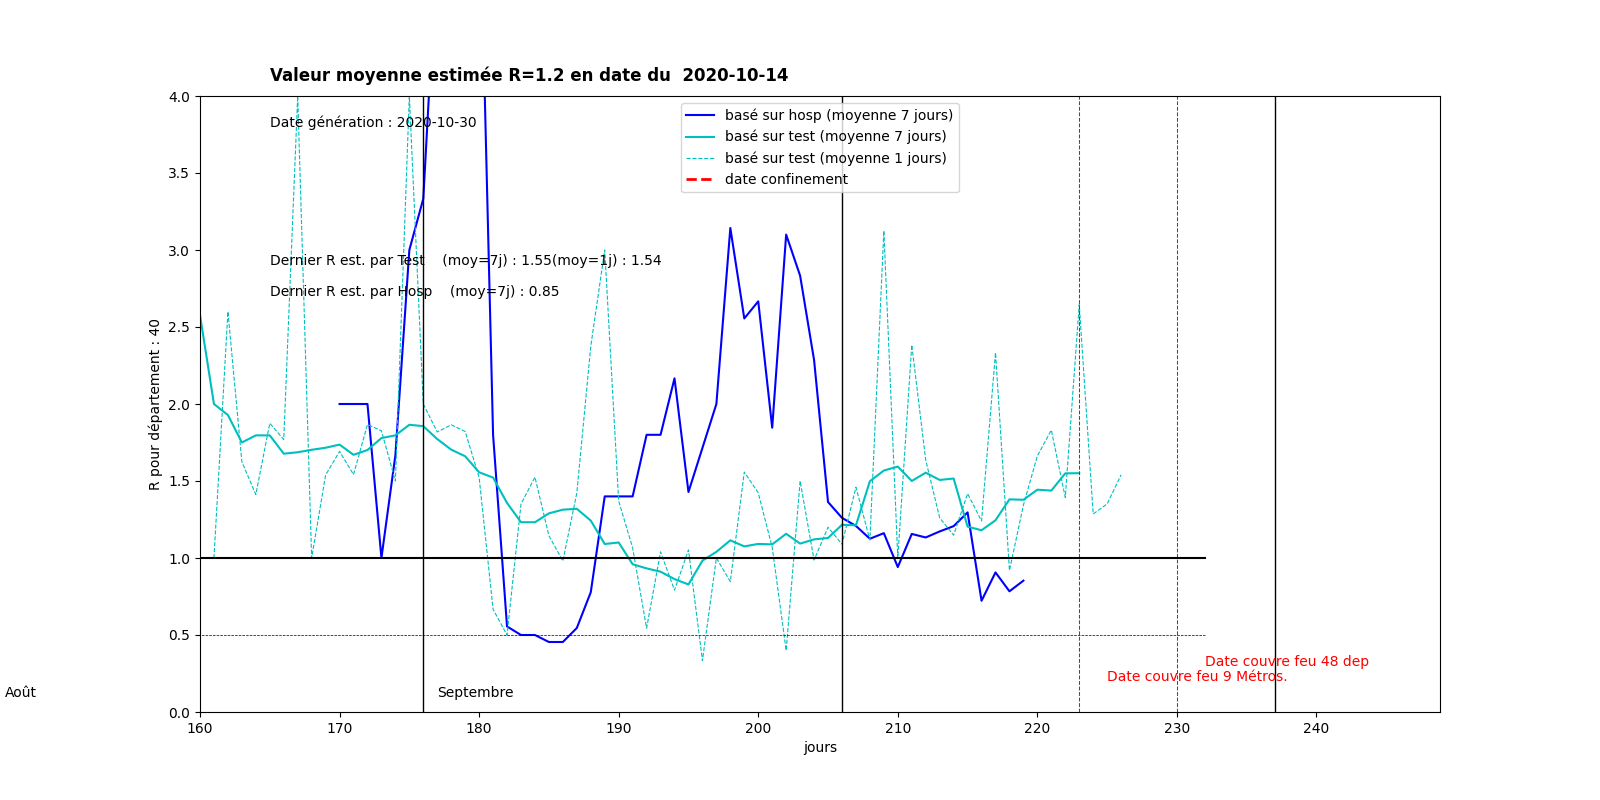 Valeur moyenne estimée R=1.2 en date du  2020-10-14
4.0
3.5
3.0
2.5
2.0
1.5
1.0
0.5
0.0
R pour département : 40
Date génération : 2020-10-30
basé sur hosp (moyenne 7 jours)
basé sur test (moyenne 7 jours)
basé sur test (moyenne 1 jours)
date confinement
Dernier R est. par Test    (moy=7j) : 1.55(moy=1j) : 1.54
Dernier R est. par Hosp    (moy=7j) : 0.85
Date couvre feu 48 dep
Date couvre feu 9 Métros.
Août
Septembre
160 170 180 190 200 210 220 230 240
jours